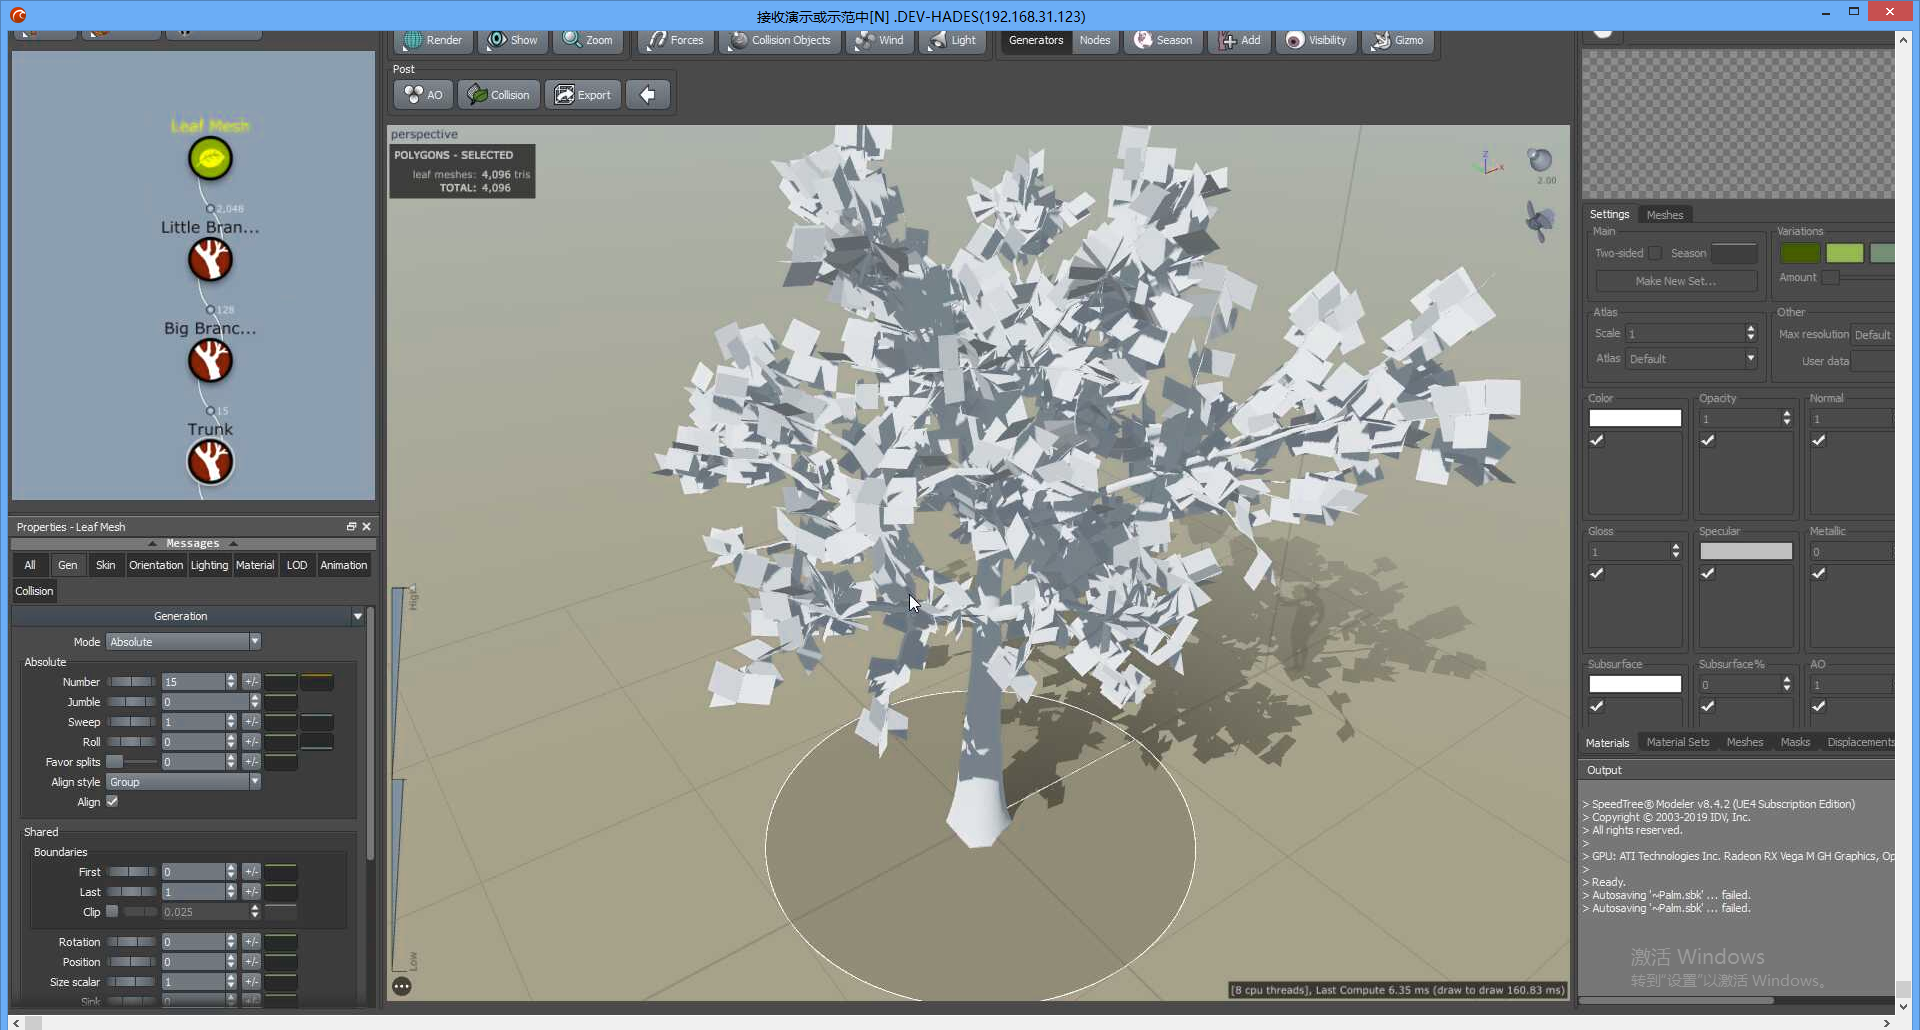 接收演示或示范中[N] .DEV-HADES(192.168.31.123)
Render Show Zoom Forces Collision Objects Wind Light Generators Nodes Season Add Visibility Gizmo
Post
AO Collision Export
Leaf Mesh
2,048
Little Bran...
128
Big Branc...
15
Trunk
perspective
POLYGONS - SELECTED
leaf meshes: 4,096 tris
TOTAL: 4,096
Z
X
2.00
High
Low
[8 cpu threads], Last Compute 6.35 ms (draw to draw 160.83 ms)
Properties - Leaf Mesh
Messages
All Gen Skin Orientation Lighting Material LOD Animation
Collision
Generation
Mode Absolute
Absolute
Number 15 +/-
Jumble 0
Sweep 1 +/-
Roll 0 +/-
Favor splits 0 +/-
Align style Group
Align
Shared
Boundaries
First 0 +/-
Last 1 +/-
Clip 0.025
Rotation 0 +/-
Position 0 +/-
Size scalar 1 +/-
Sink 0
Settings Meshes
Main
Two-sided Season
Make New Set...
Variations
Amount
Atlas
Scale 1
Atlas Default
Other
Max resolution Default
User data
Color Opacity Normal
1 1
Gloss Specular Metallic
1 0
Subsurface Subsurface% AO
0 1
Materials Material Sets Meshes Masks Displacements
Output
> SpeedTree® Modeler v8.4.2 (UE4 Subscription Edition)
> Copyright © 2003-2019 IDV, Inc.
> All rights reserved.
>
> GPU: ATI Technologies Inc. Radeon RX Vega M GH Graphics, Op
>
> Ready.
> Autosaving '~Palm.sbk' ... failed.
> Autosaving '~Palm.sbk' ... failed.
激活 Windows
转到"设置"以激活 Windows。